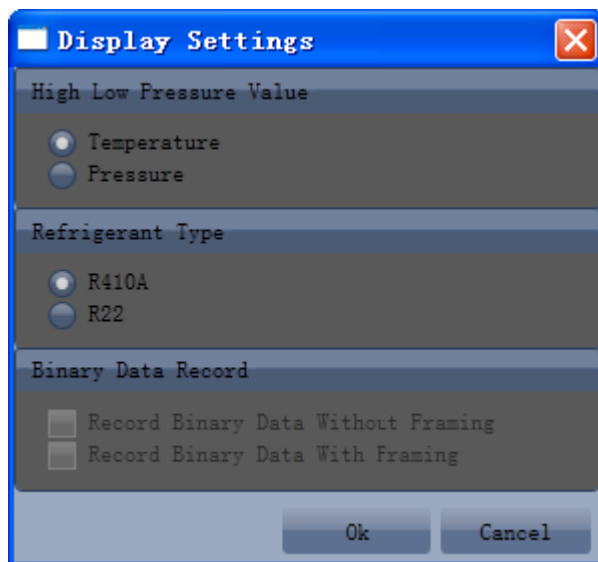 Display Settings
High Low Pressure Value
Temperature
Pressure
Refrigerant Type
R410A
R22
Binary Data Record
Record Binary Data Without Framing
Record Binary Data With Framing
Ok Cancel